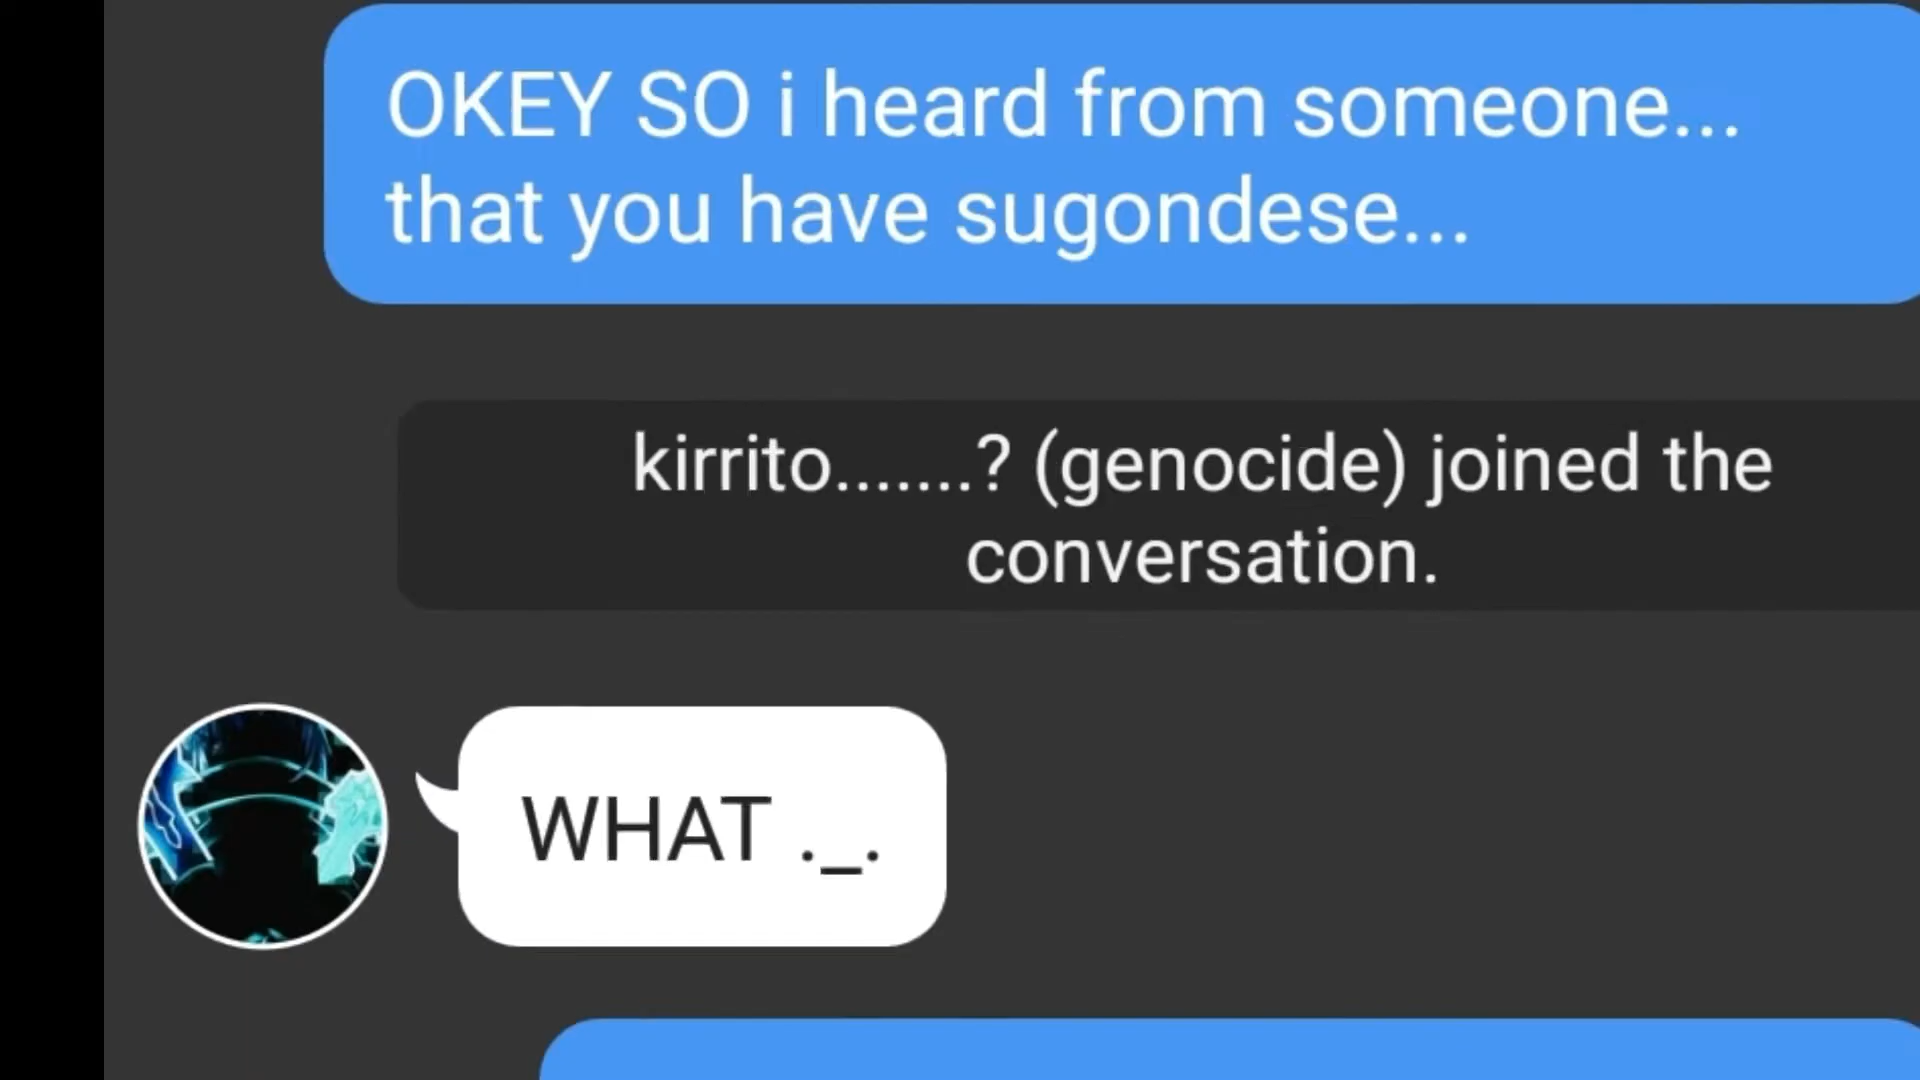 OKEY SO i heard from someone...
that you have sugondese...
kirrito.......? (genocide) joined the
conversation.
WHAT ._.